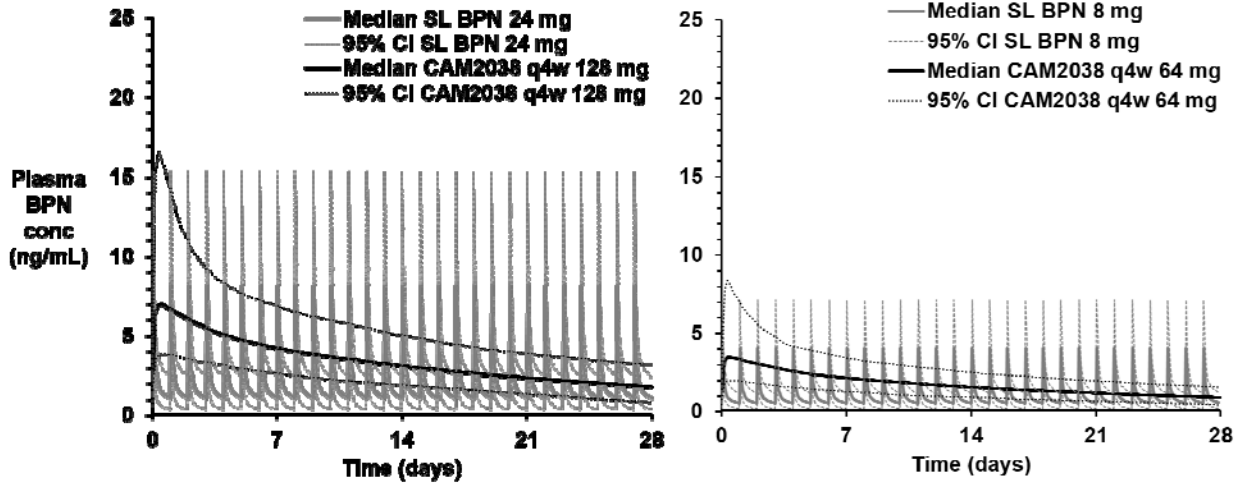 Median SL BPN 24 mg
95% CI SL BPN 24 mg
Median CAM2038 q4w 128 mg
95% CI CAM2038 q4w 128 mg
25
20
15
10
5
0
Plasma
BPN
conc
(ng/mL)
0 7 14 21 28
Time (days)
Median SL BPN 8 mg
95% CI SL BPN 8 mg
Median CAM2038 q4w 64 mg
95% CI CAM2038 q4w 64 mg
25
20
15
10
5
0
0 7 14 21 28
Time (days)